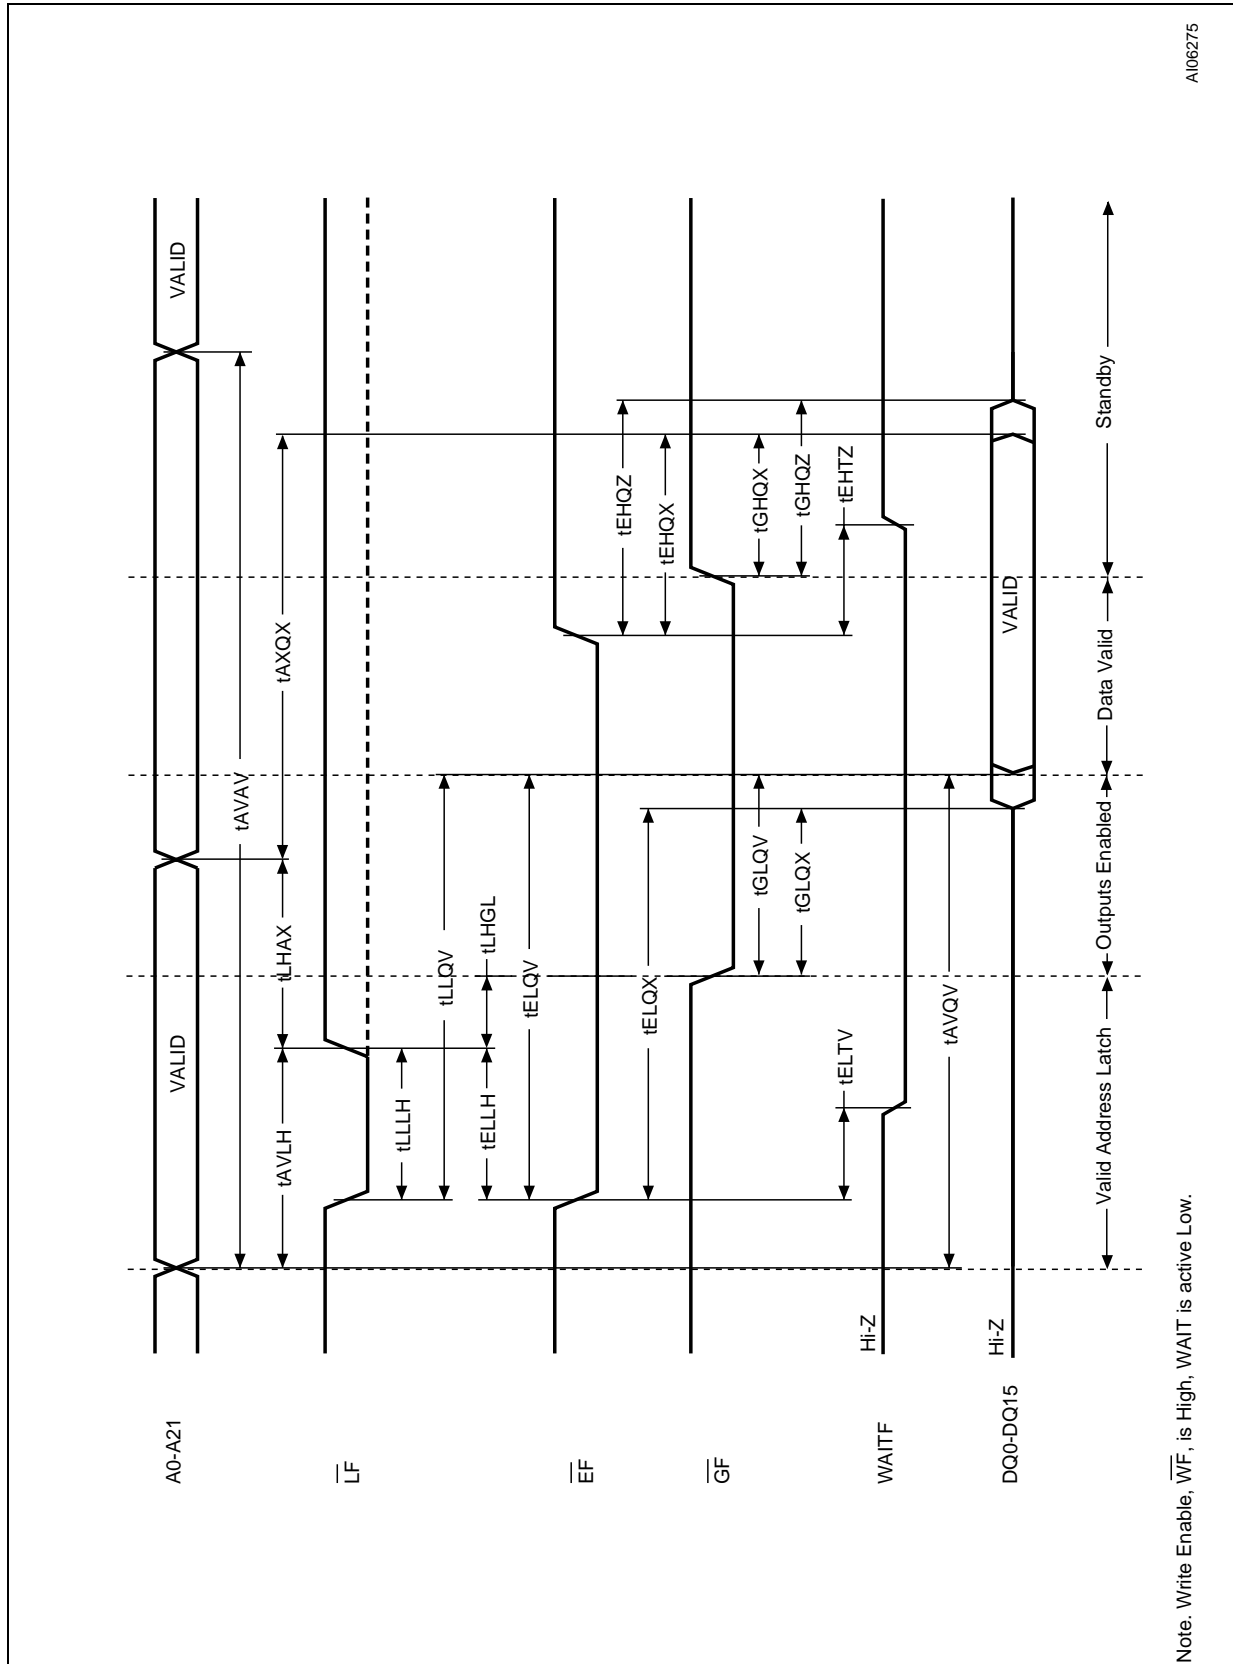 A0-A21
VALID
VALID
tAVAV
tAVLH
tLHAX
tAXQX
LF
tLLLH
tLLQV
tELLH
tLHGL
EF
tELQV
tEHQZ
tELQX
tEHQX
GF
tGLQV
tGHQX
tGLQX
tGHQZ
tELTV
tEHTZ
WAITF
Hi-Z
tAVQV
DQ0-DQ15
Hi-Z
VALID
Valid Address Latch
Outputs Enabled
Data Valid
Standby
Note. Write Enable, WF, is High, WAIT is active Low.
AI06275